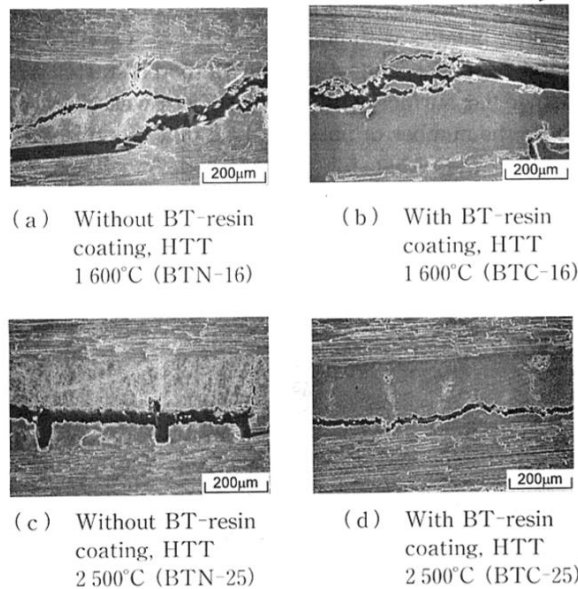 200μm
200μm
(a) Without BT-resin
coating, HTT
1 600°C (BTN-16)
(b) With BT-resin
coating, HTT
1 600°C (BTC-16)
200μm
200μm
(c) Without BT-resin
coating, HTT
2 500°C (BTN-25)
(d) With BT-resin
coating, HTT
2 500°C (BTC-25)